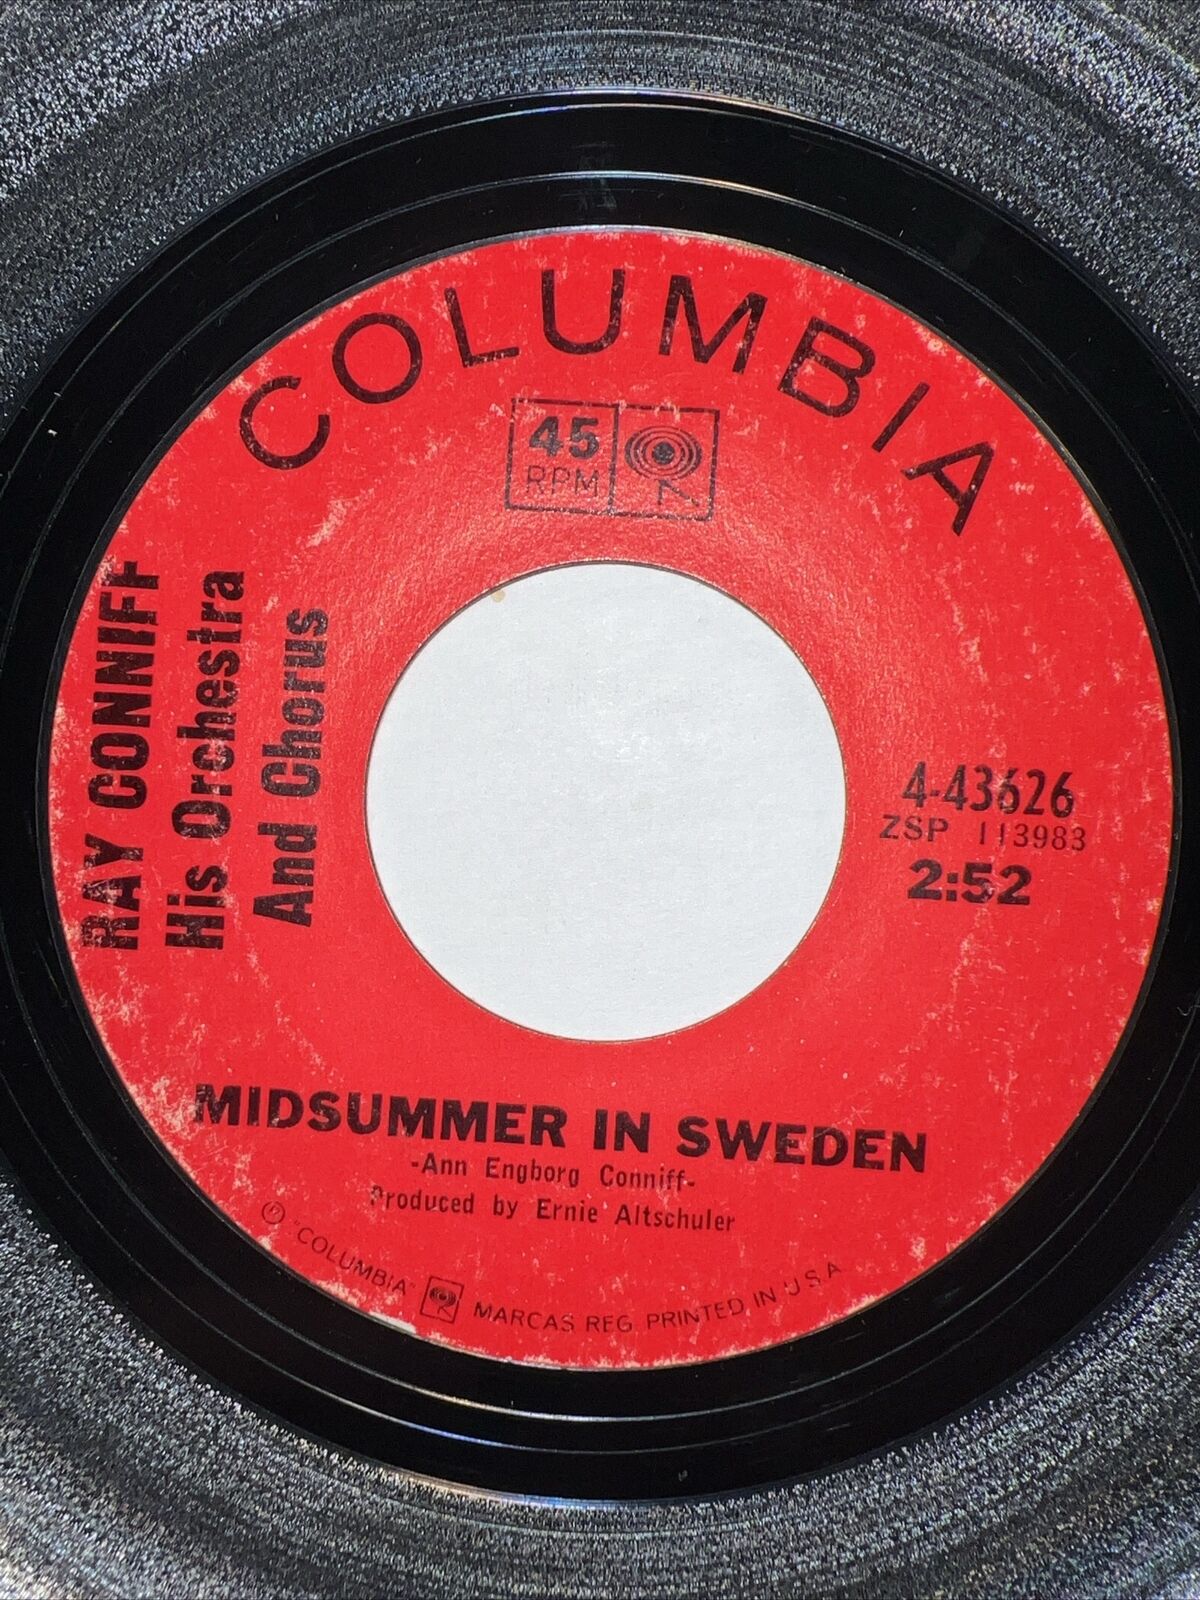 COLUMBIA
45
RPM
RAY CONNIFF
His Orchestra
And Chorus
4-43626
ZSP 113983
2:52
MIDSUMMER IN SWEDEN
-Ann Engborg Conniff-
Produced by Ernie Altschuler
Ⓟ "COLUMBIA" MARCAS REG PRINTED IN U S A